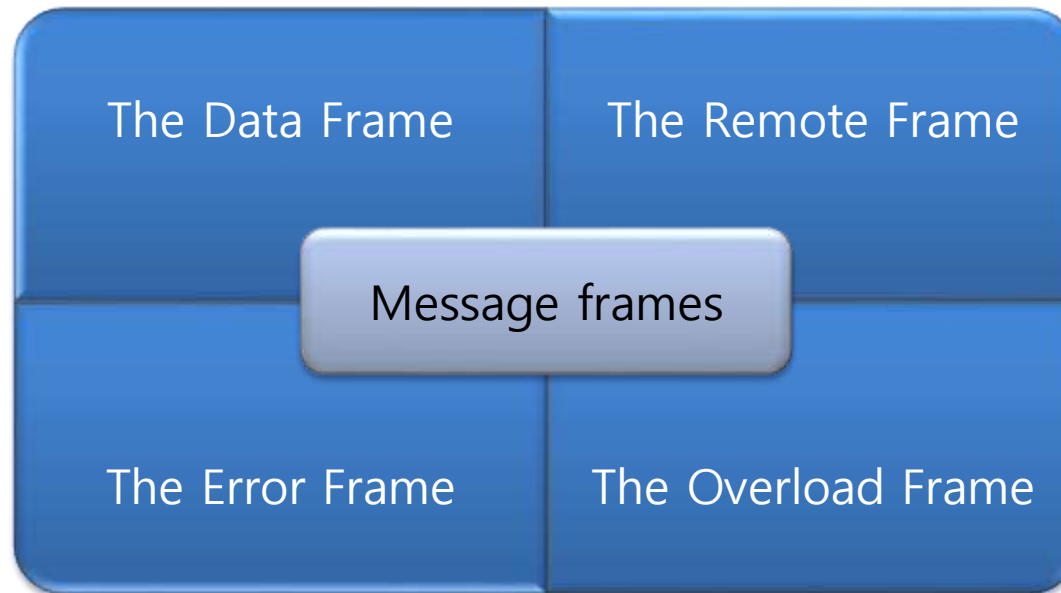 The Data Frame
The Remote Frame
Message frames
The Error Frame
The Overload Frame